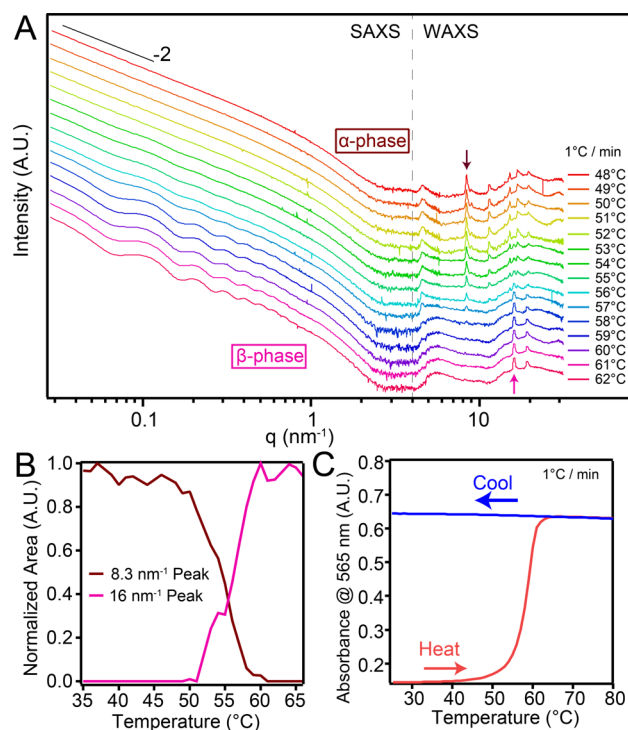 A
-2
SAXS
WAXS
α-phase
β-phase
1°C / min
48°C
49°C
50°C
51°C
52°C
53°C
54°C
55°C
56°C
57°C
58°C
59°C
60°C
61°C
62°C
Intensity (A.U.)
0.1
1
10
q (nm⁻¹)
B
1.0
0.8
0.6
0.4
0.2
0.0
Normalized Area (A.U.)
8.3 nm⁻¹ Peak
16 nm⁻¹ Peak
35
40
45
50
55
60
65
Temperature (°C)
C
0.8
0.7
0.6
0.5
0.4
0.3
0.2
Absorbance @ 565 nm (A.U.)
1°C / min
Cool
Heat
30
40
50
60
70
80
Temperature (°C)